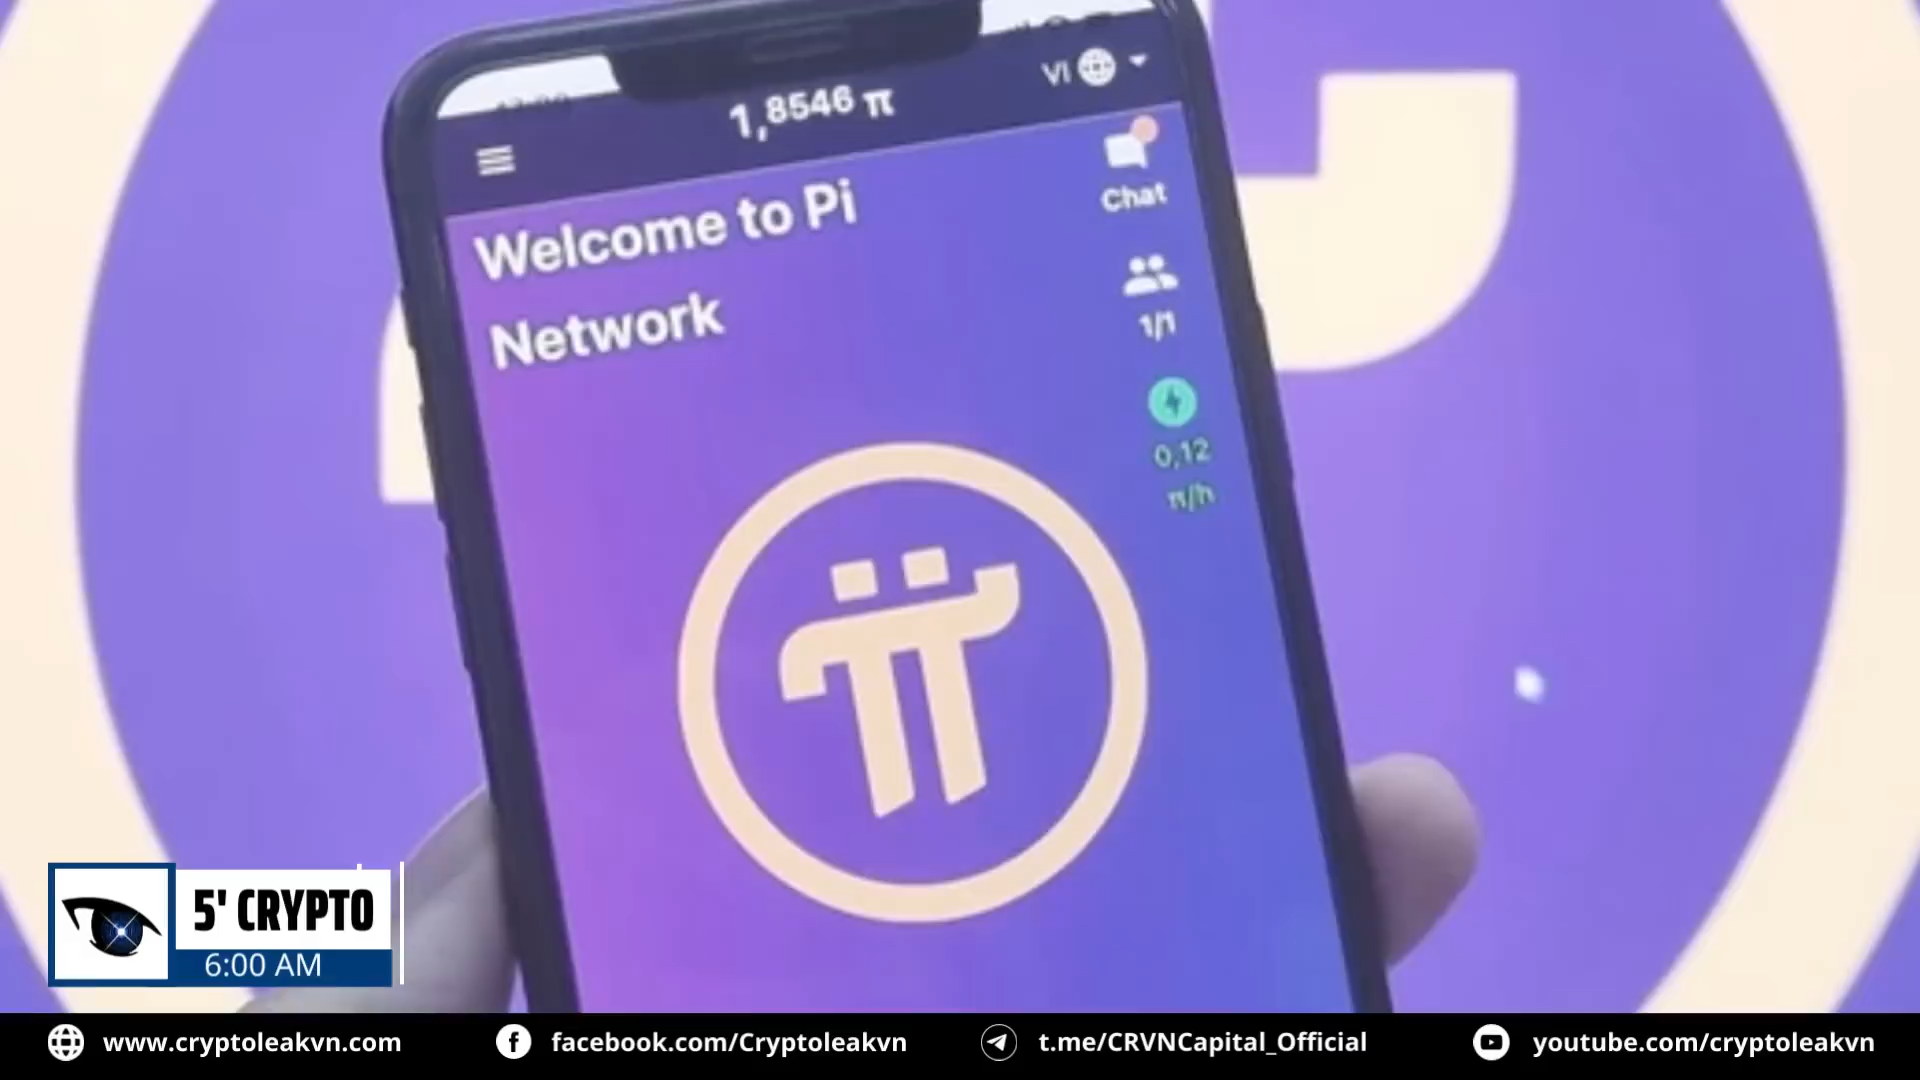 1,8546 π
VI
Chat
Welcome to Pi
Network
1/1
0,12
π/h
5' CRYPTO
6:00 AM
www.cryptoleakvn.com
facebook.com/Cryptoleakvn
t.me/CRVNCapital_Official
youtube.com/cryptoleakvn